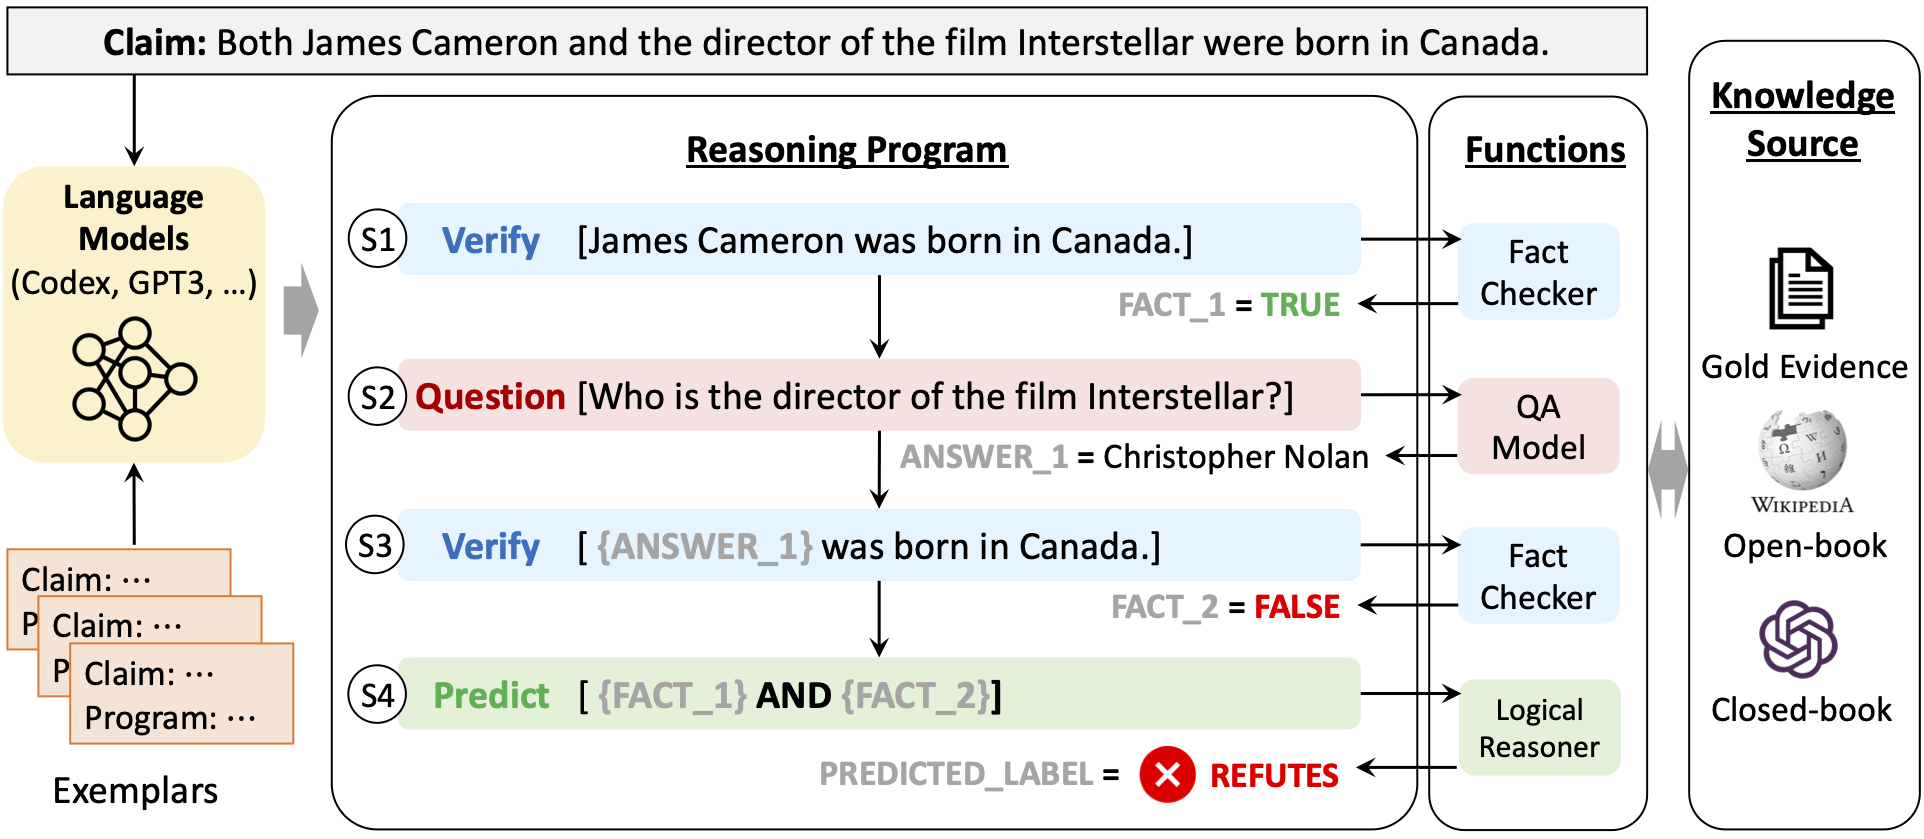 Claim: Both James Cameron and the director of the film Interstellar were born in Canada.
Language
Models
(Codex, GPT3, ...)
Claim: ···
P
Claim: ···
P
Claim: ···
Program: ···
Exemplars
Reasoning Program
S1 Verify [James Cameron was born in Canada.]
FACT_1 = TRUE
S2 Question [Who is the director of the film Interstellar?]
ANSWER_1 = Christopher Nolan
S3 Verify [ {ANSWER_1} was born in Canada.]
FACT_2 = FALSE
S4 Predict [ {FACT_1} AND {FACT_2}]
PREDICTED_LABEL = REFUTES
Functions
Fact
Checker
QA
Model
Fact
Checker
Logical
Reasoner
Knowledge
Source
Gold Evidence
WIKIPEDIA
Open-book
Closed-book